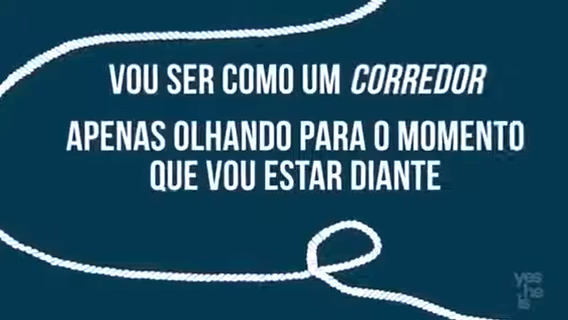 VOU SER COMO UM CORREDOR
APENAS OLHANDO PARA O MOMENTO
QUE VOU ESTAR DIANTE
yes
.he
is